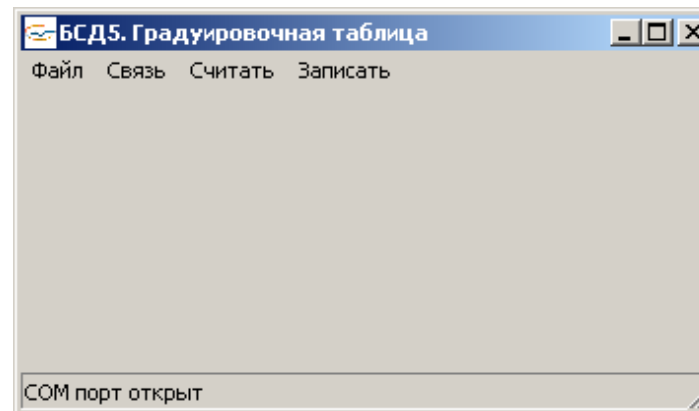 БСД5. Градуировочная таблица
Файл Связь Считать Записать
COM порт открыт